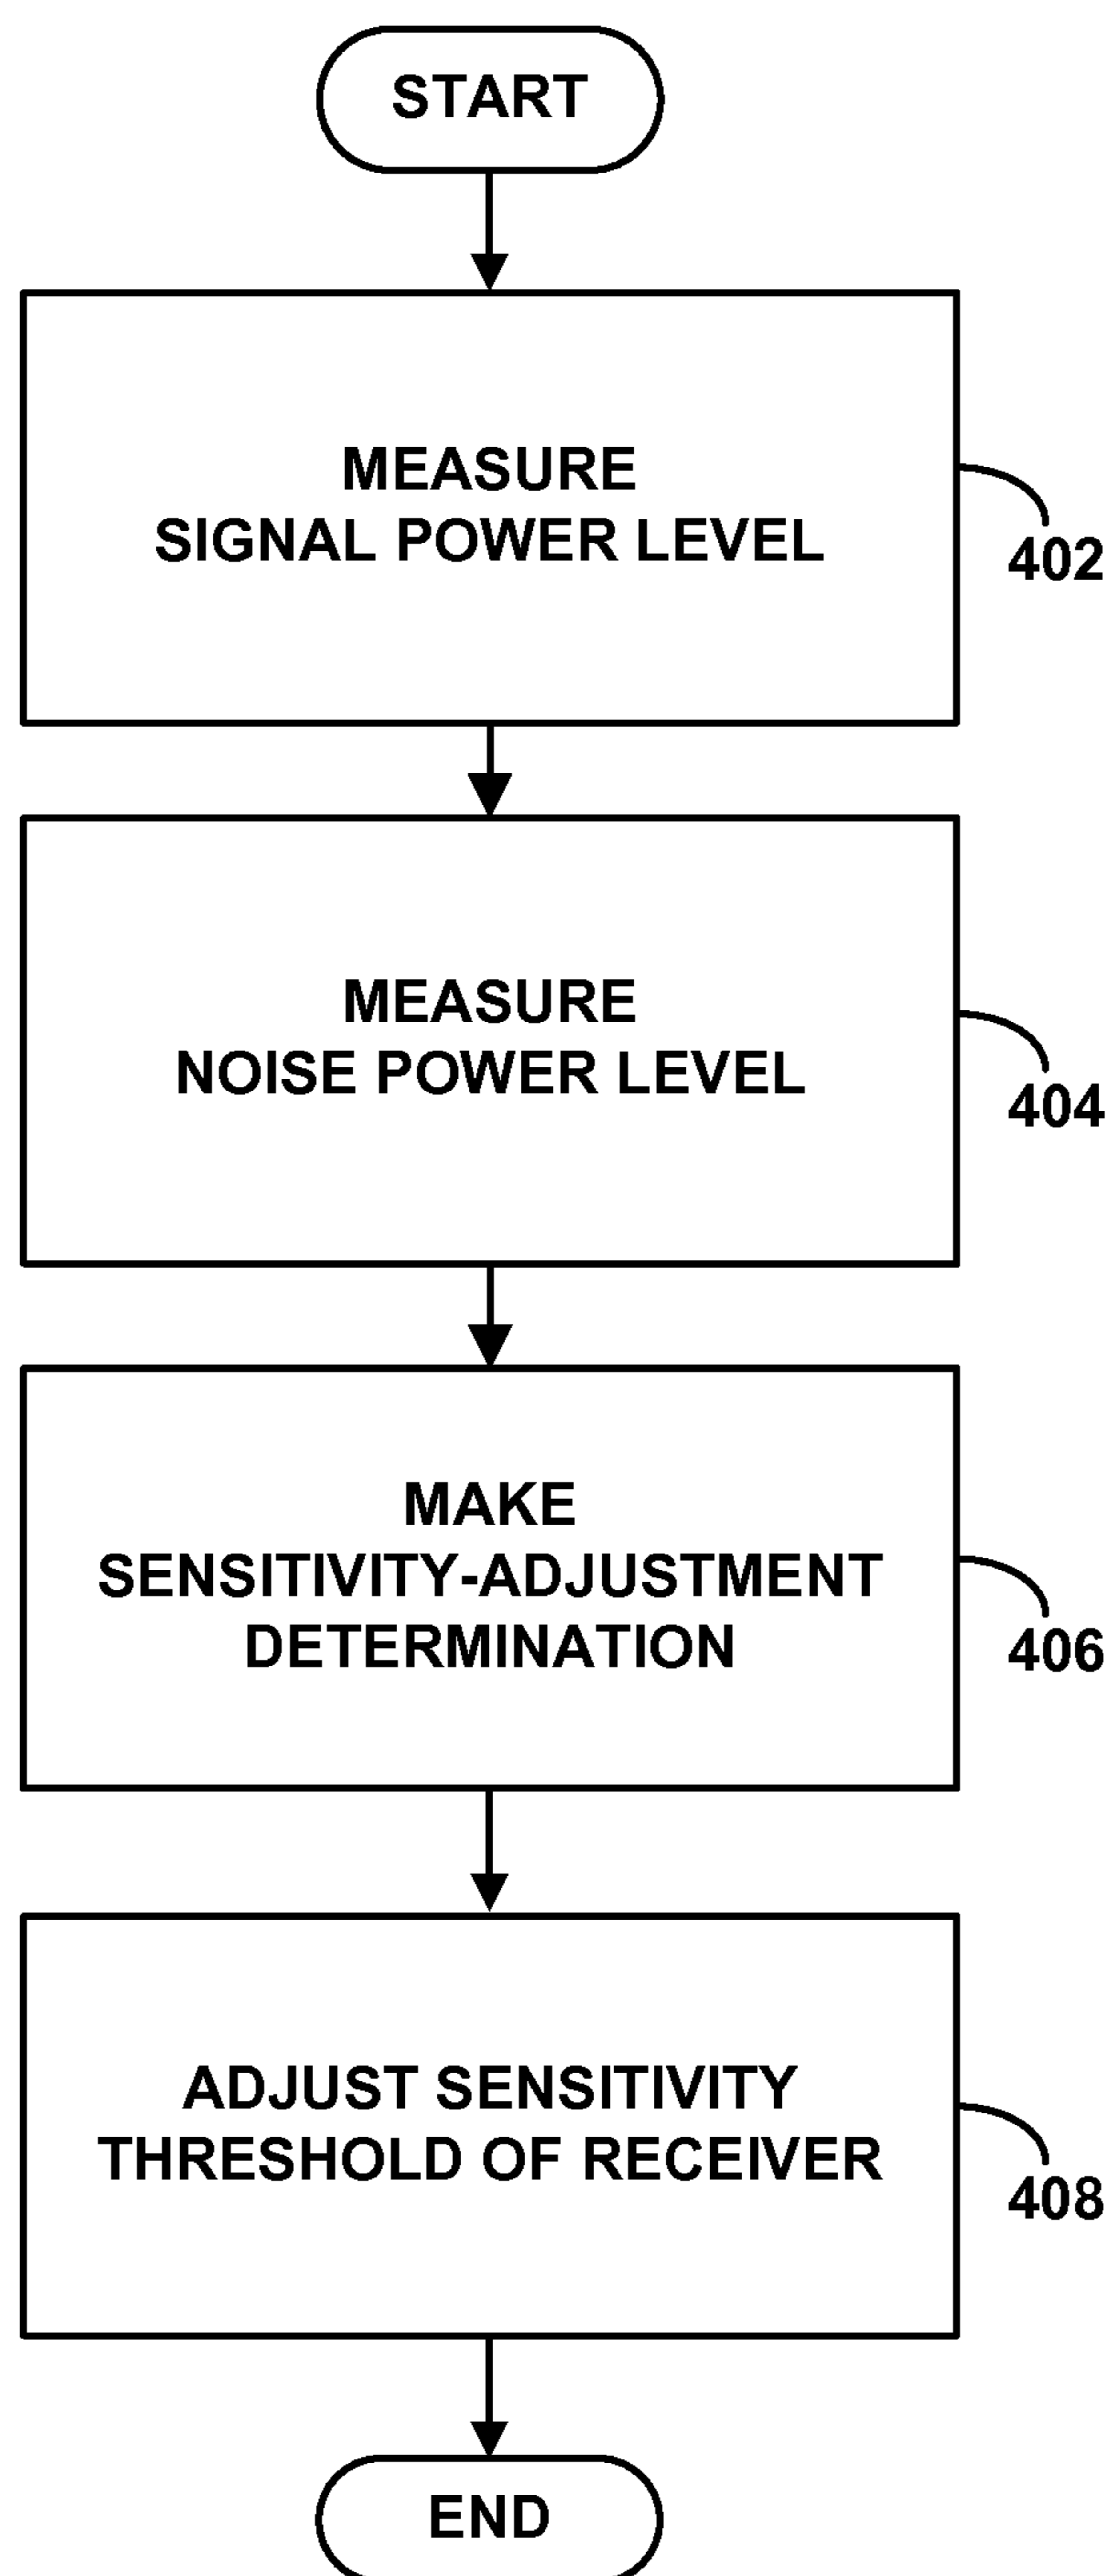 START
MEASURE
SIGNAL POWER LEVEL
402
MEASURE
NOISE POWER LEVEL
404
MAKE
SENSITIVITY-ADJUSTMENT
DETERMINATION
406
ADJUST SENSITIVITY
THRESHOLD OF RECEIVER
408
END